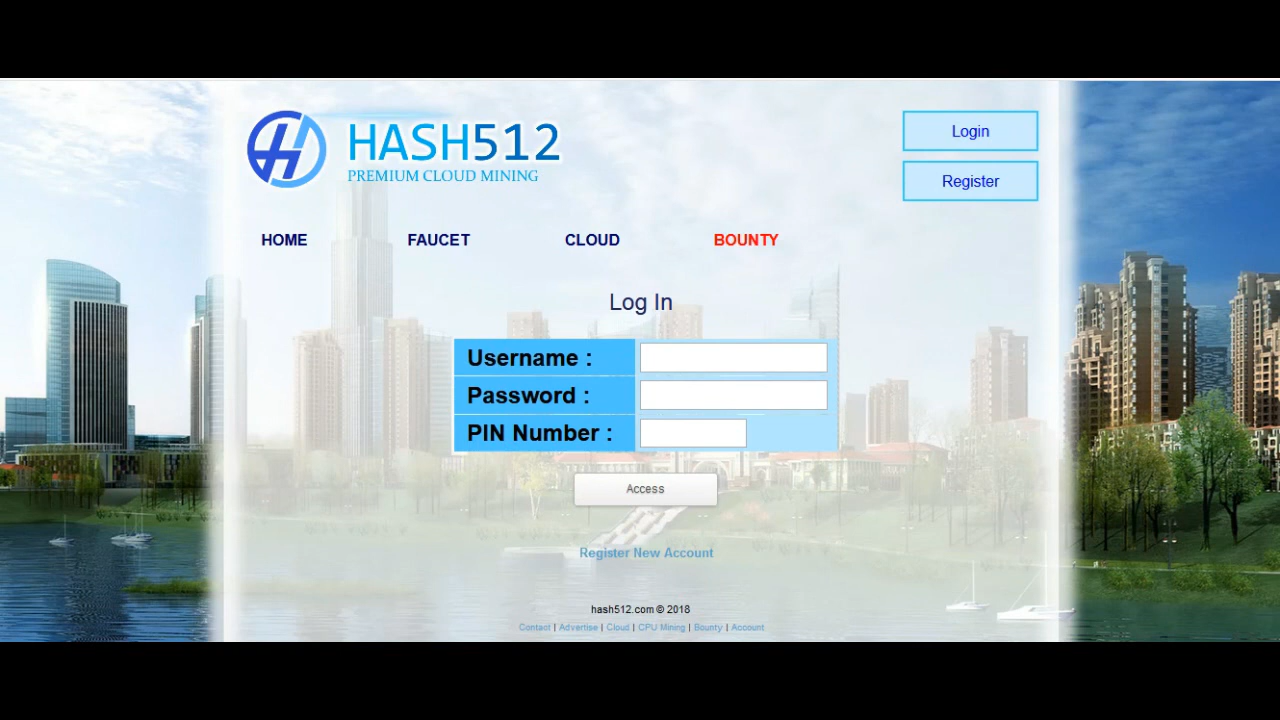 HASH512
PREMIUM CLOUD MINING
Login
Register
HOME FAUCET CLOUD BOUNTY
Log In
Username :
Password :
PIN Number :
Access
Register New Account
hash512.com © 2018
Contact | Advertise | Cloud | CPU Mining | Bounty | Account